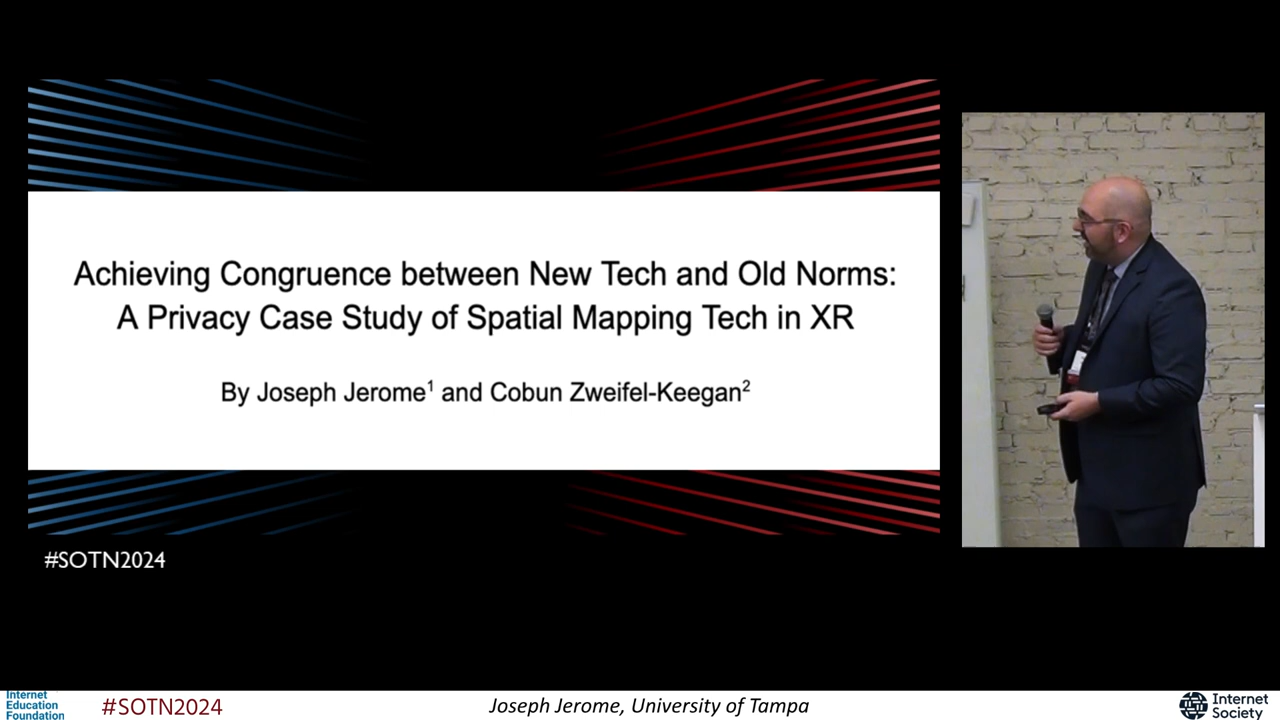 Achieving Congruence between New Tech and Old Norms:
A Privacy Case Study of Spatial Mapping Tech in XR
By Joseph Jerome¹ and Cobun Zweifel-Keegan²
#SOTN2024
Internet
Education
Foundation
#SOTN2024
Joseph Jerome, University of Tampa
Internet
Society